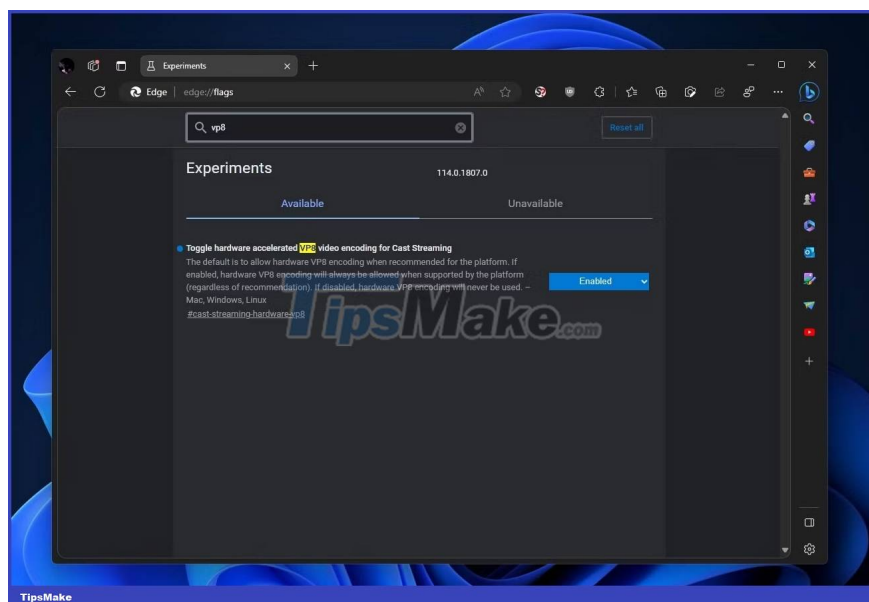 Experiments
Edge
edge://flags
vp8
Reset all
Experiments
114.0.1807.0
Available
Unavailable
Toggle hardware accelerated VP8 video encoding for Cast Streaming
The default is to allow hardware VP8 encoding when recommended for the platform. If
enabled, hardware VP8 encoding will always be allowed when supported by the platform
(regardless of recommendation). If disabled, hardware VP8 encoding will never be used. –
Mac, Windows, Linux
#cast-streaming-hardware-vp8
Enabled
TipsMake.com
TipsMake